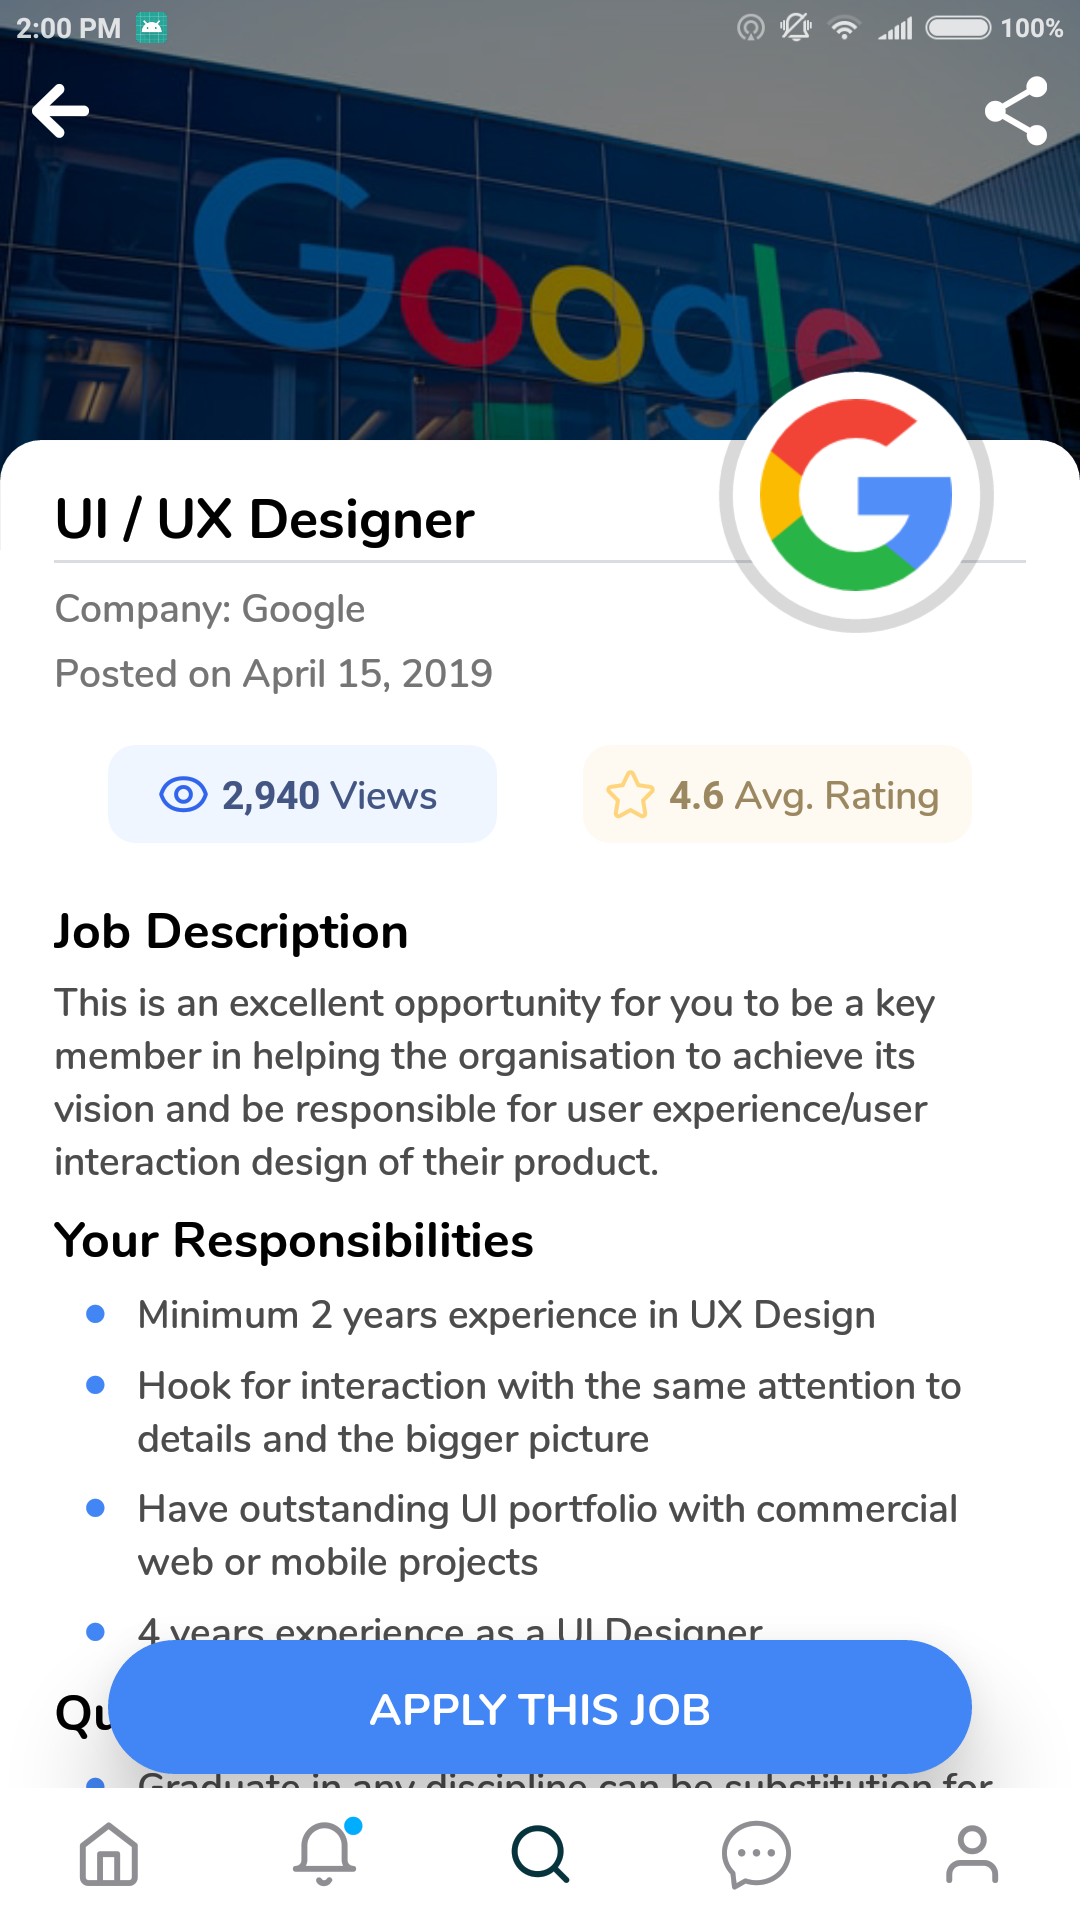 2:00 PM
100%
Google
UI / UX Designer
Company: Google
Posted on April 15, 2019
2,940 Views
4.6 Avg. Rating
Job Description
This is an excellent opportunity for you to be a key
member in helping the organisation to achieve its
vision and be responsible for user experience/user
interaction design of their product.
Your Responsibilities
Minimum 2 years experience in UX Design
Hook for interaction with the same attention to
details and the bigger picture
Have outstanding UI portfolio with commercial
web or mobile projects
4 years experience as a UI Designer
APPLY THIS JOB
Graduate in any discipline can be substitution for